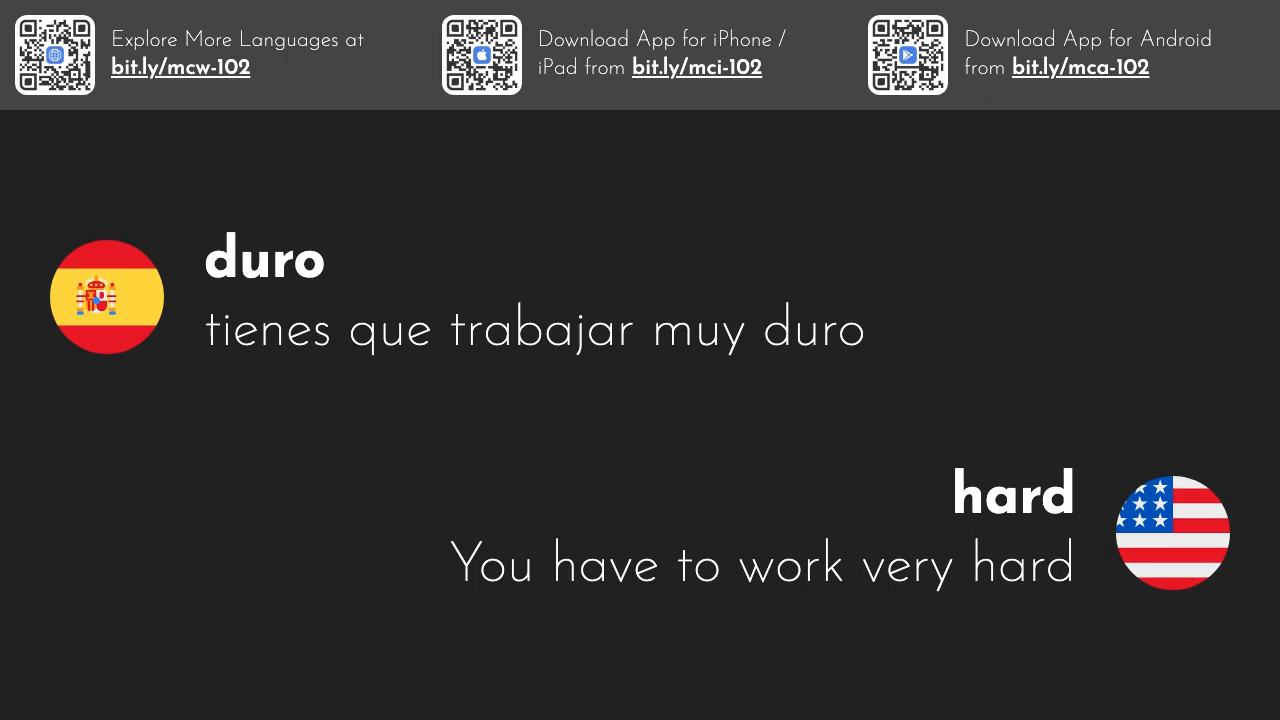 Explore More Languages at
bit.ly/mcw-102
Download App for iPhone /
iPad from bit.ly/mci-102
Download App for Android
from bit.ly/mca-102
duro
tienes que trabajar muy duro
hard
You have to work very hard